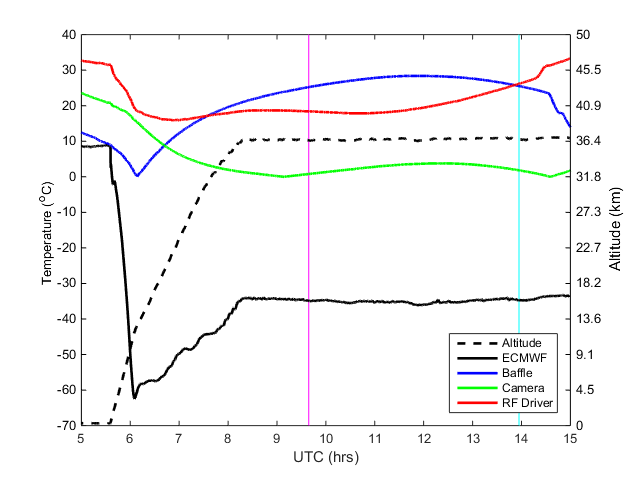 40
30
20
10
0
-10
-20
-30
-40
-50
-60
-70
50
45.5
40.9
36.4
31.8
27.3
22.7
18.2
13.6
9.1
4.5
0
5 6 7 8 9 10 11 12 13 14 15
Temperature (°C)
Altitude (km)
UTC (hrs)
Altitude
ECMWF
Baffle
Camera
RF Driver